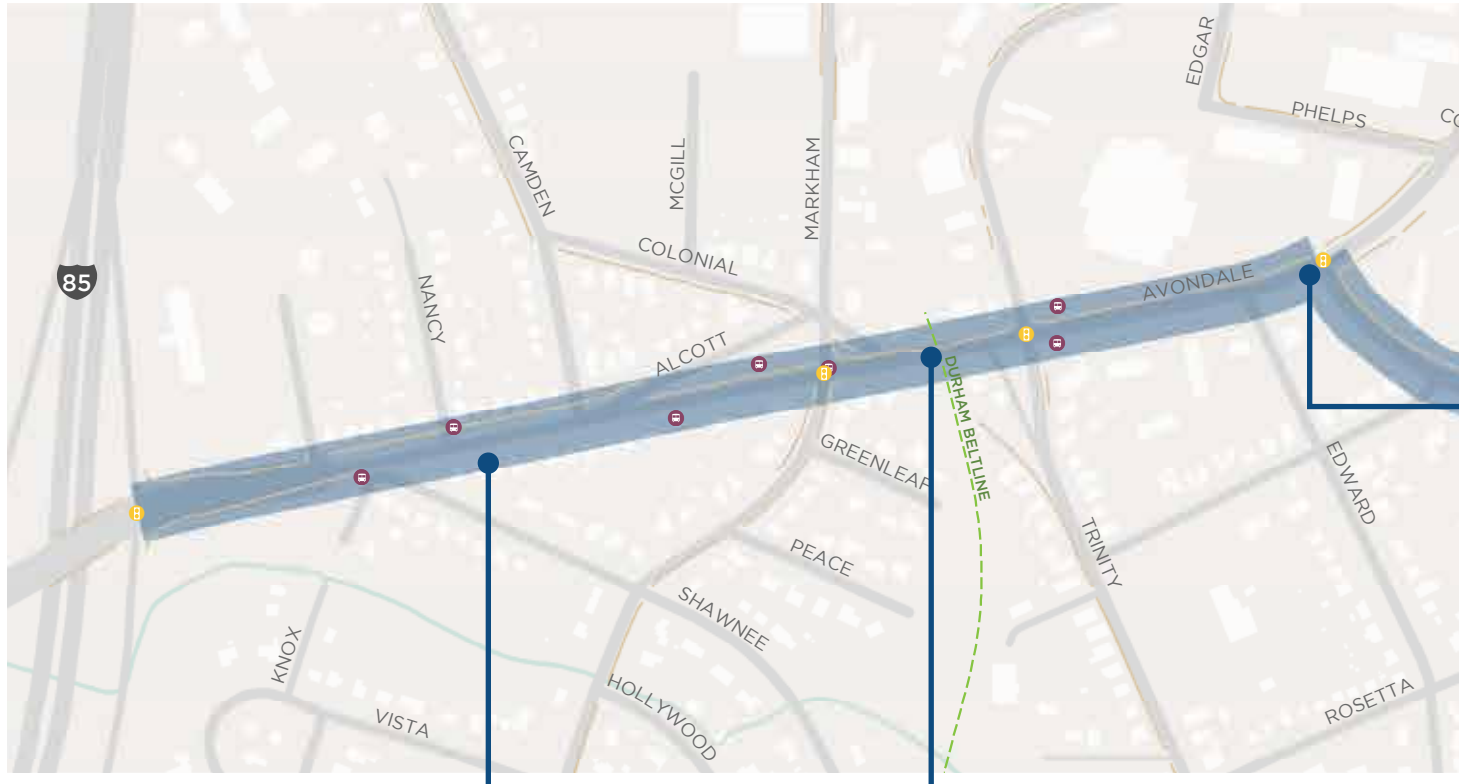 EDGAR
PHELPS
CO
CAMDEN
MCGILL
MARKHAM
COLONIAL
85
NANCY
AVONDALE
ALCOTT
DURHAM BELTLINE
GREENLEAF
EDWARD
TRINITY
PEACE
SHAWNEE
KNOX
HOLLYWOOD
VISTA
ROSETTA